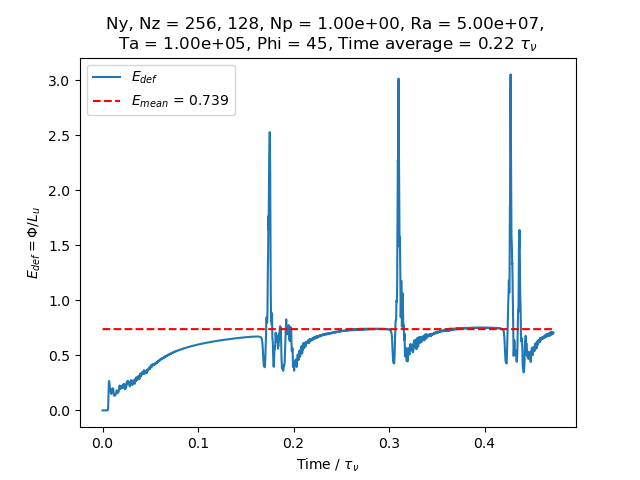 Ny, Nz = 256, 128, Np = 1.00e+00, Ra = 5.00e+07,
Ta = 1.00e+05, Phi = 45, Time average = 0.22 τ_ν
E_def
E_mean = 0.739
3.0
2.5
2.0
1.5
1.0
0.5
0.0
E_def = Φ/L_u
0.0 0.1 0.2 0.3 0.4
Time / τ_ν